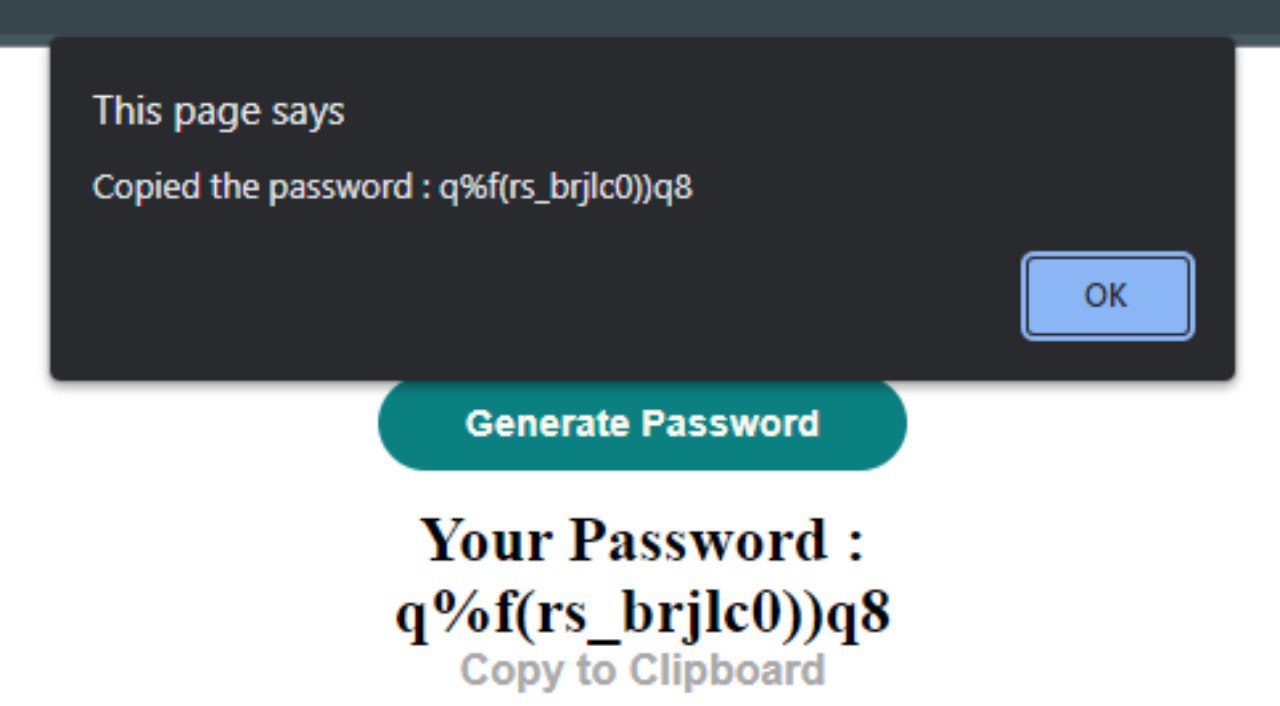 This page says
Copied the password : q%f(rs_brjlc0))q8
OK
Generate Password
Your Password :
q%f(rs_brjlc0))q8
Copy to Clipboard